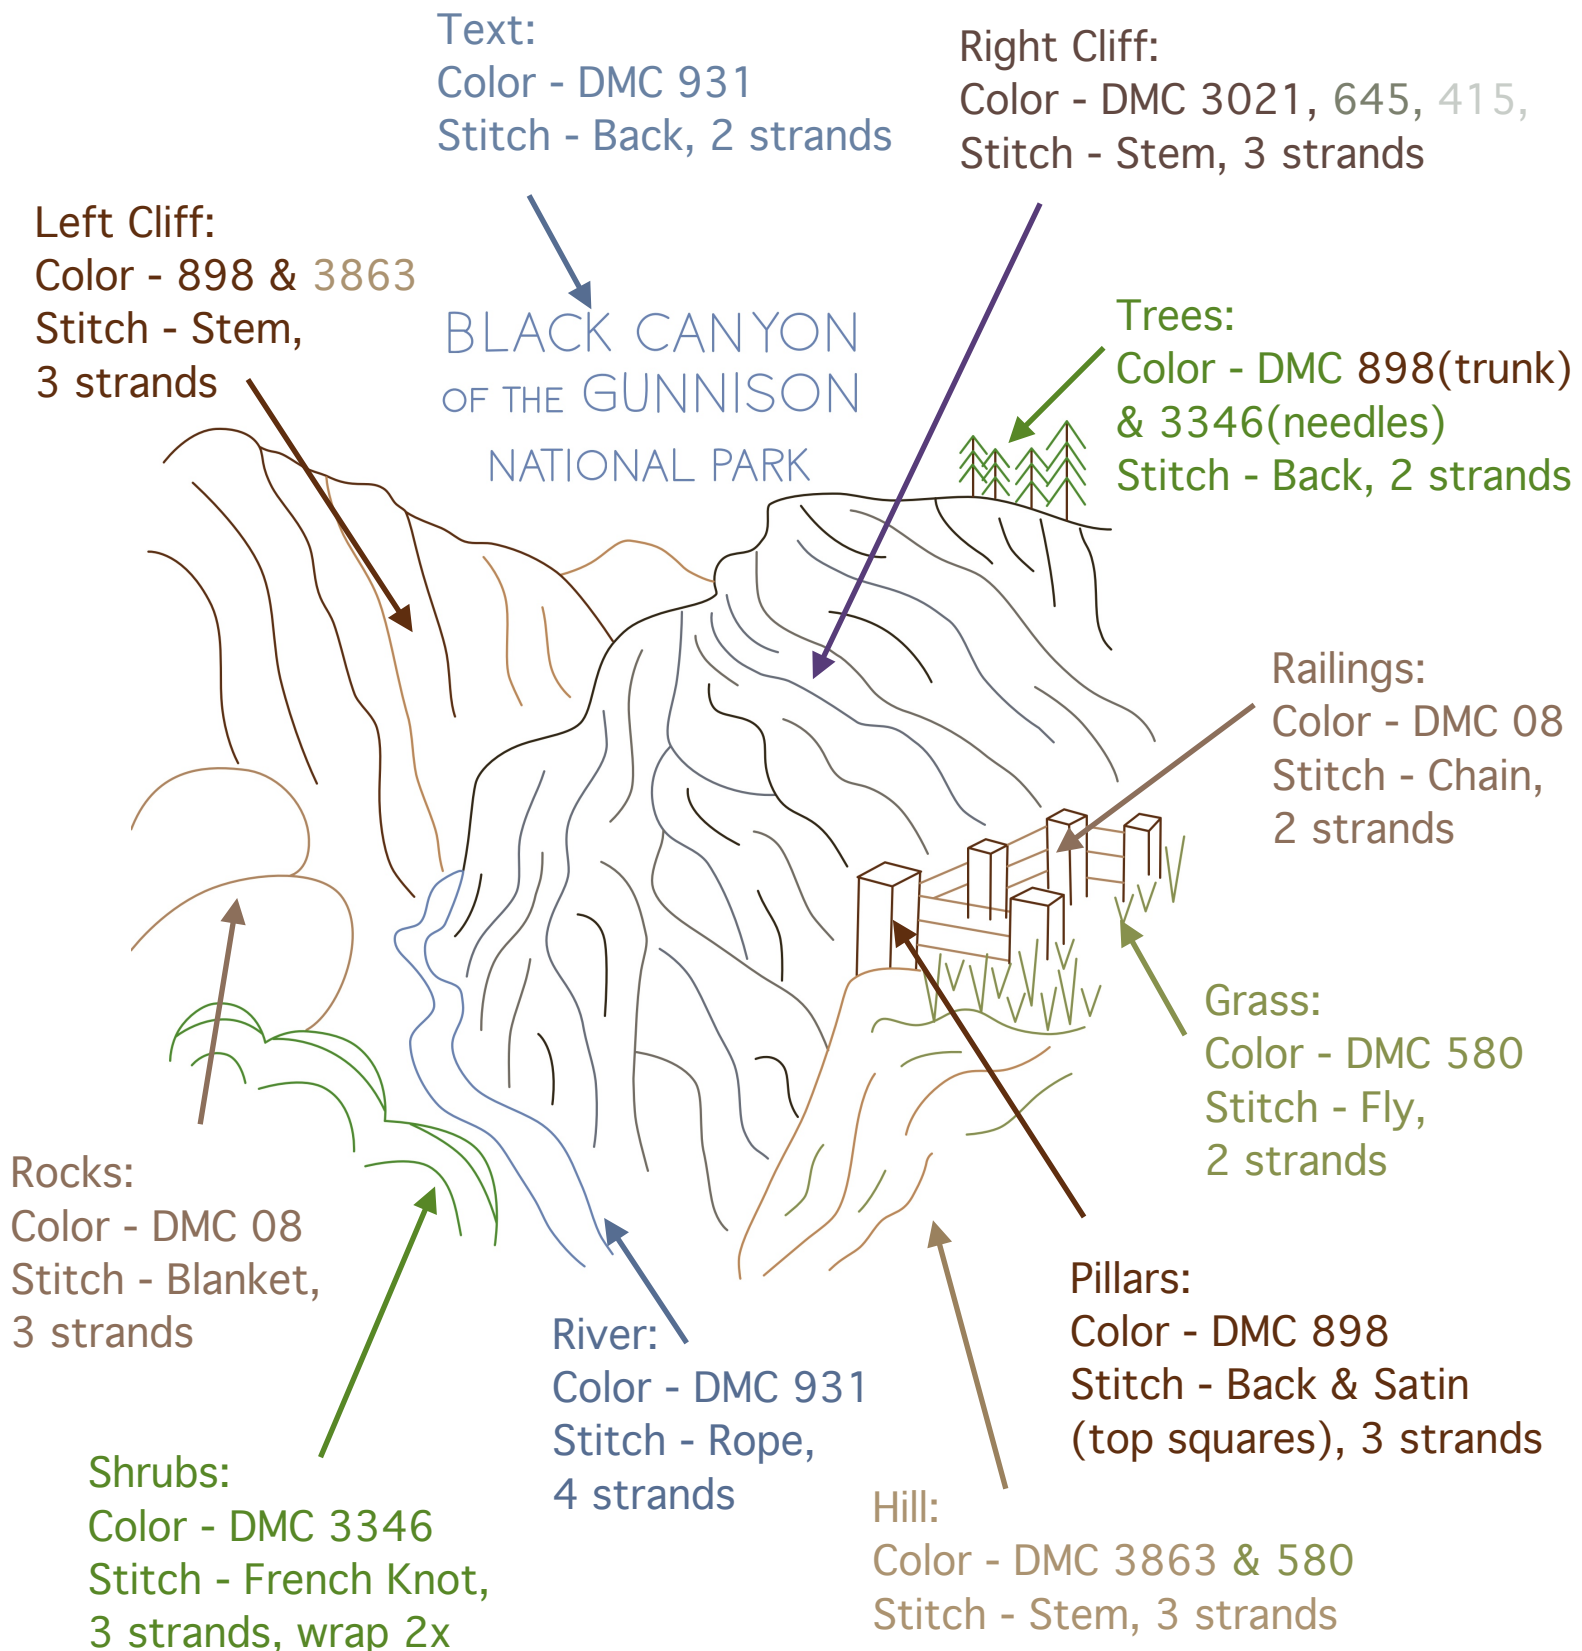 Text:
Color - DMC 931
Stitch - Back, 2 strands
Right Cliff:
Color - DMC 3021, 645, 415,
Stitch - Stem, 3 strands
Left Cliff:
Color - 898 & 3863
Stitch - Stem,
3 strands
BLACK CANYON
OF THE GUNNISON
NATIONAL PARK
Trees:
Color - DMC 898(trunk)
& 3346(needles)
Stitch - Back, 2 strands
Railings:
Color - DMC 08
Stitch - Chain,
2 strands
Grass:
Color - DMC 580
Stitch - Fly,
2 strands
Rocks:
Color - DMC 08
Stitch - Blanket,
3 strands
Pillars:
Color - DMC 898
Stitch - Back & Satin
(top squares), 3 strands
River:
Color - DMC 931
Stitch - Rope,
4 strands
Shrubs:
Color - DMC 3346
Stitch - French Knot,
3 strands, wrap 2x
Hill:
Color - DMC 3863 & 580
Stitch - Stem, 3 strands